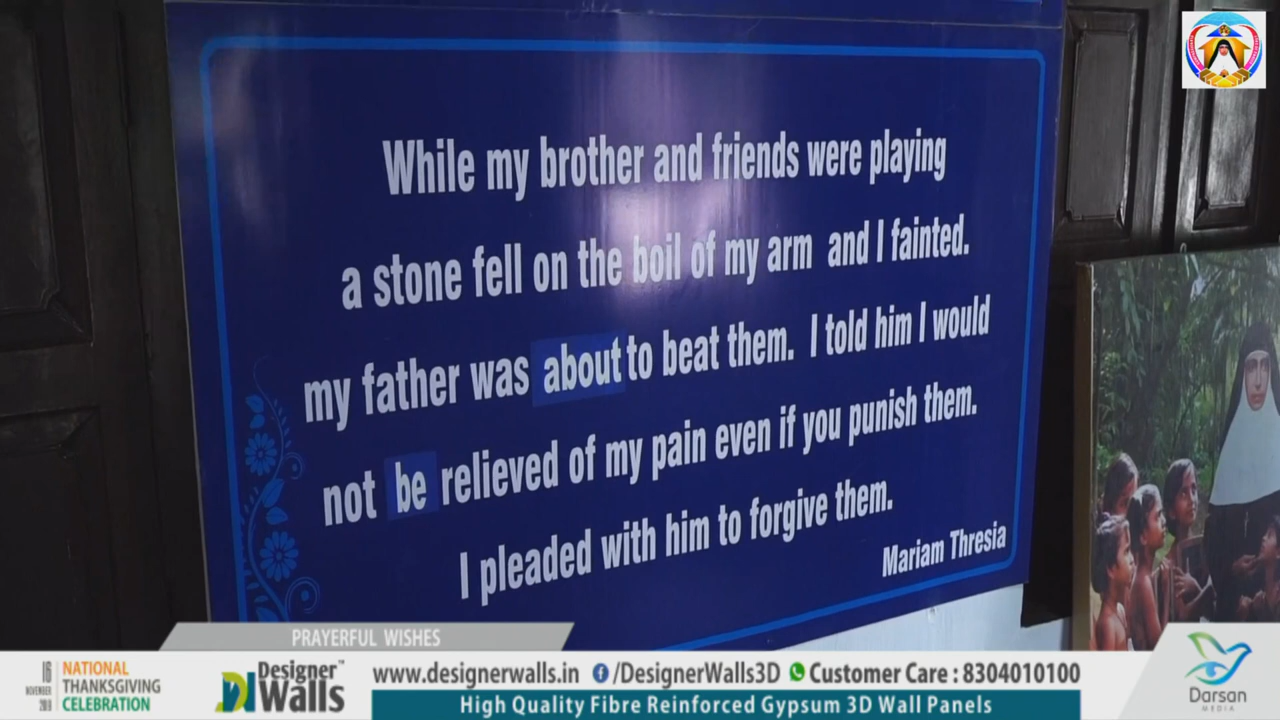 While my brother and friends were playing
a stone fell on the boil of my arm and I fainted.
my father was about to beat them. I told him I would
not be relieved of my pain even if you punish them.
I pleaded with him to forgive them.
Mariam Thresia
PRAYERFUL WISHES
16
NOVEMBER
2019
NATIONAL
THANKSGIVING
CELEBRATION
Designer™
Walls
www.designerwalls.in /DesignerWalls3D Customer Care : 8304010100
High Quality Fibre Reinforced Gypsum 3D Wall Panels
Darsan
MEDIA